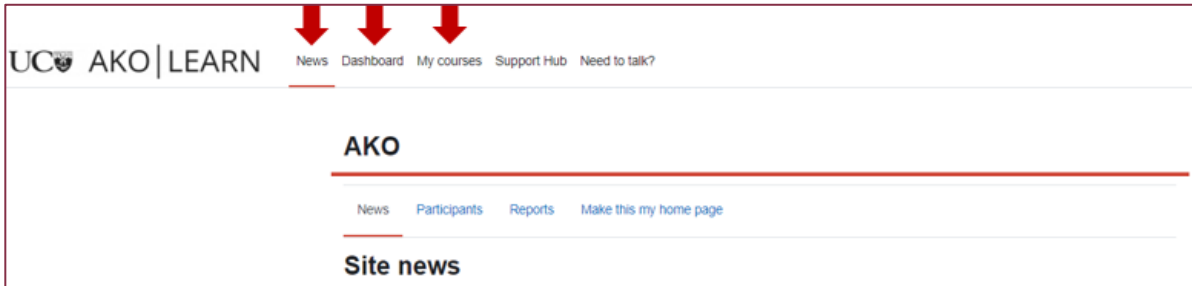 UC AKO | LEARN News Dashboard My courses Support Hub Need to talk?
AKO
News Participants Reports Make this my home page
Site news